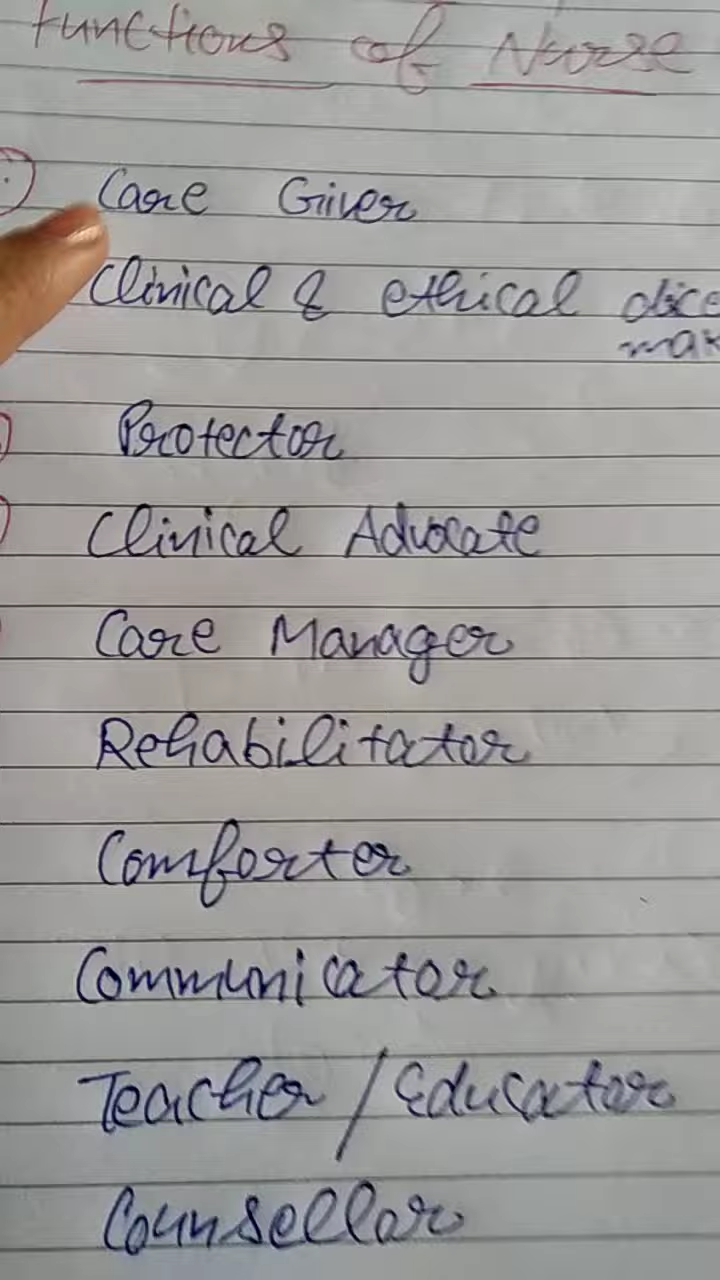 Functions of Nurse
Care Giver
Clinical & ethical
Protector
Clinical Advocate
Care Manager
Rehabilitator
Comforter
Communicator
Teacher / Educator
Counsellor